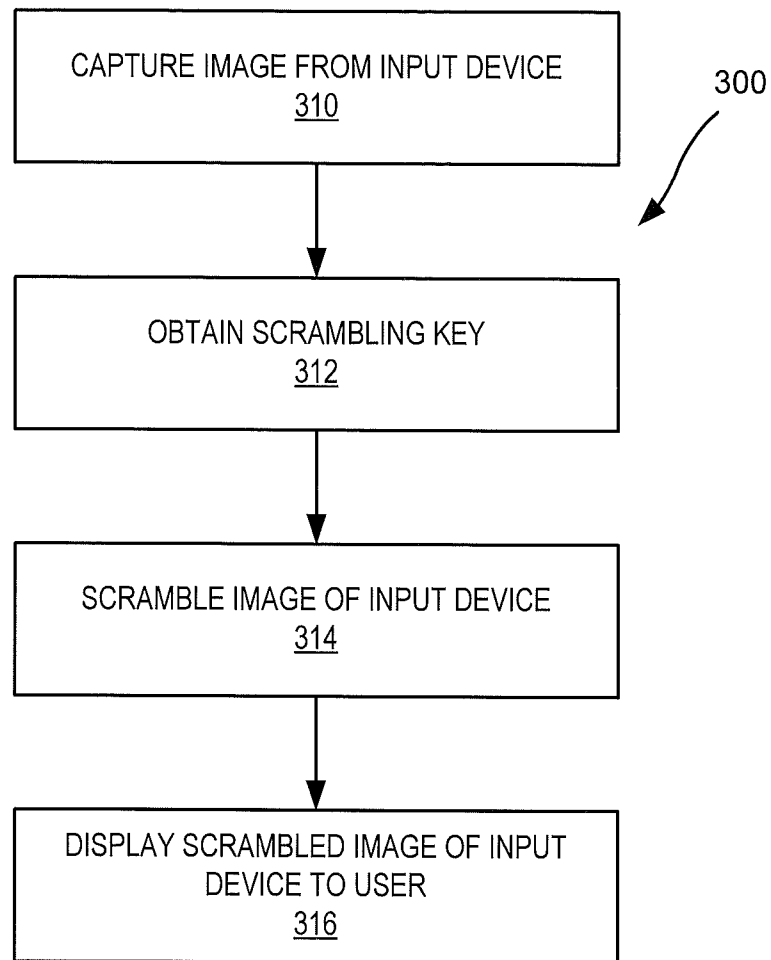 CAPTURE IMAGE FROM INPUT DEVICE
310
300
OBTAIN SCRAMBLING KEY
312
SCRAMBLE IMAGE OF INPUT DEVICE
314
DISPLAY SCRAMBLED IMAGE OF INPUT
DEVICE TO USER
316